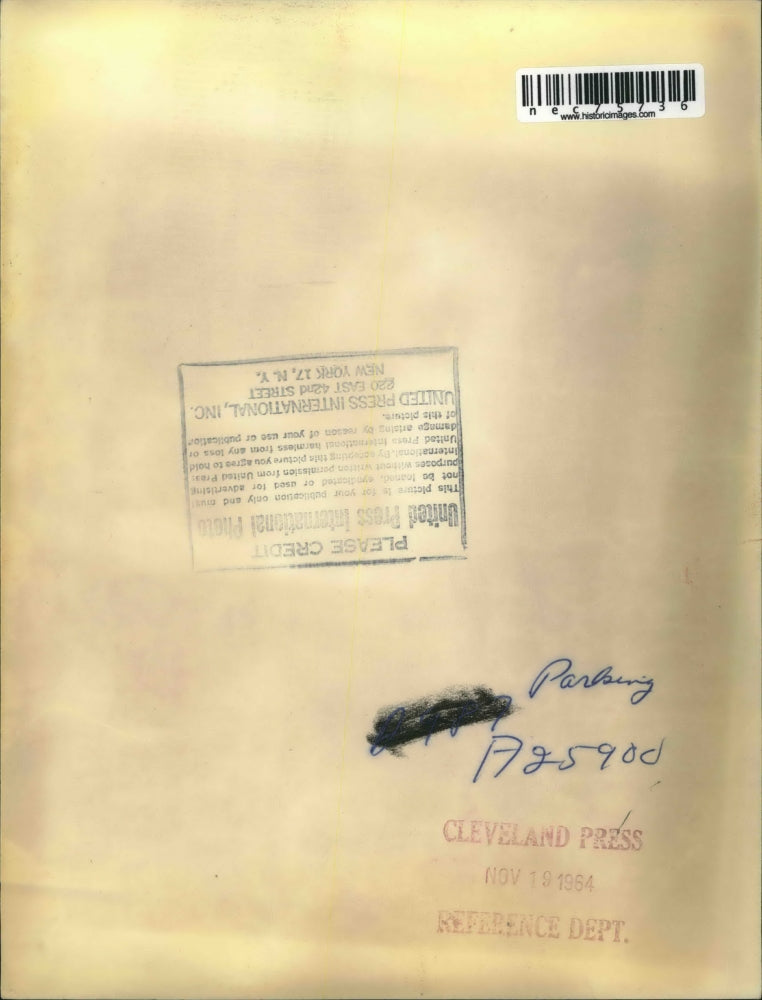 nec75736
www.historicimages.com
PLEASE CREDIT
United Press International Photo
This picture is for your publication only and must
not be loaned, syndicated or used for advertising
purposes without written permission from United Press
International. By accepting this picture you agree to hold
United Press International harmless from any loss or
damage arising by reason of your use or publication
of this picture.
UNITED PRESS INTERNATIONAL, INC.
220 EAST 42nd STREET
NEW YORK 17, N. Y.
Parking
A25900
CLEVELAND PRESS
NOV 19 1964
REFERENCE DEPT.